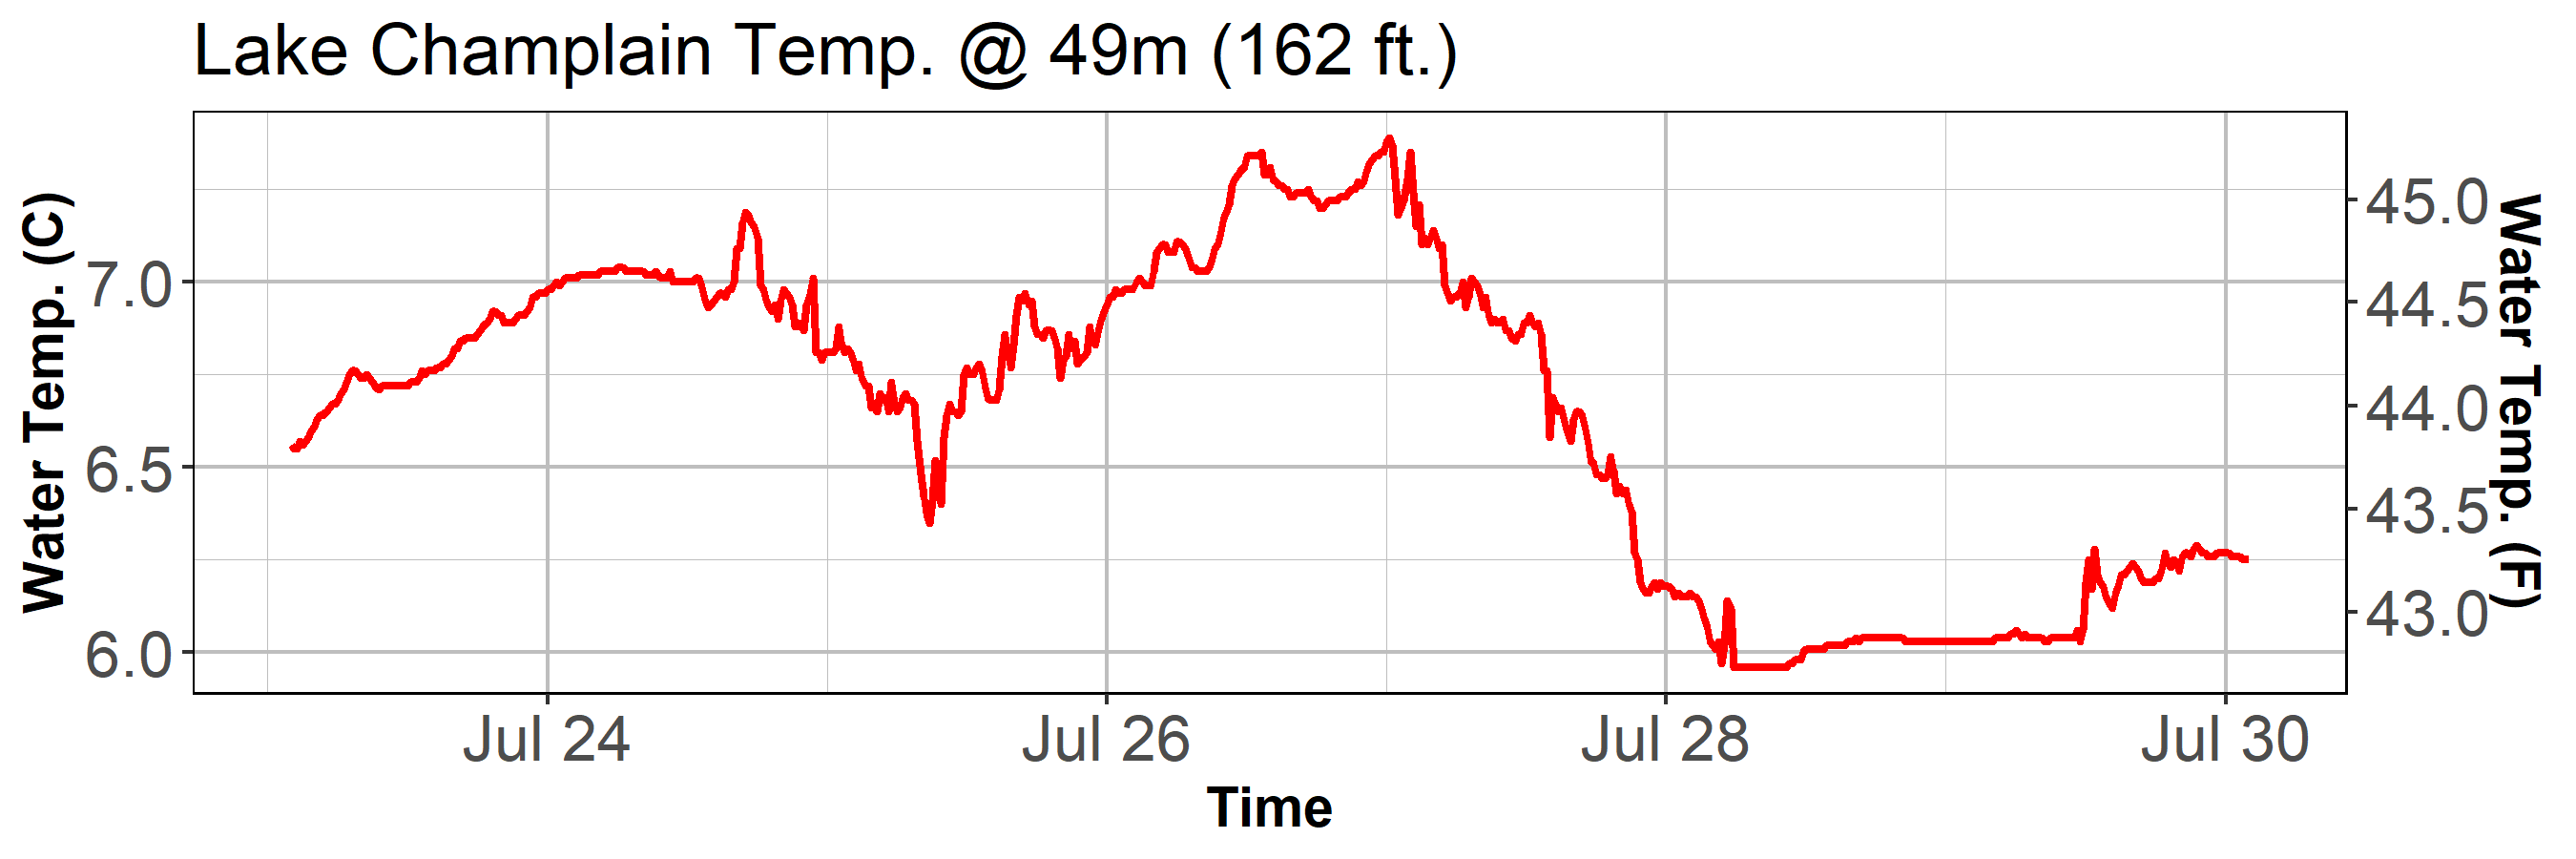 Lake Champlain Temp. @ 49m (162 ft.)
Water Temp. (C)
7.0
6.5
6.0
45.0
44.5
44.0
43.5
43.0
Water Temp. (F)
Jul 24 Jul 26 Jul 28 Jul 30
Time